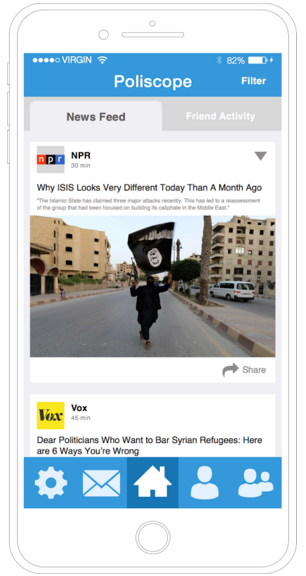 VIRGIN 82%
Poliscope Filter
News Feed Friend Activity
npr NPR
30 min
Why ISIS Looks Very Different Today Than A Month Ago
"The Islamic State has claimed three major attacks recently. This has led to a reassessment
of the group that had been focused on building its caliphate in the Middle East."
Share
Vox Vox
45 min
Dear Politicians Who Want to Bar Syrian Refugees: Here
are 6 Ways You're Wrong